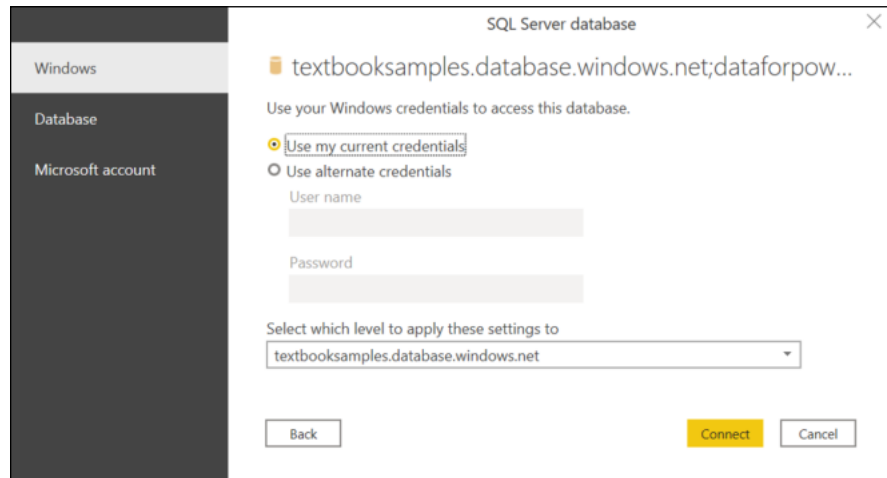 SQL Server database
Windows
Database
Microsoft account
textbooksamples.database.windows.net;dataforpow...
Use your Windows credentials to access this database.
Use my current credentials
Use alternate credentials
User name
Password
Select which level to apply these settings to
textbooksamples.database.windows.net
Back
Connect
Cancel